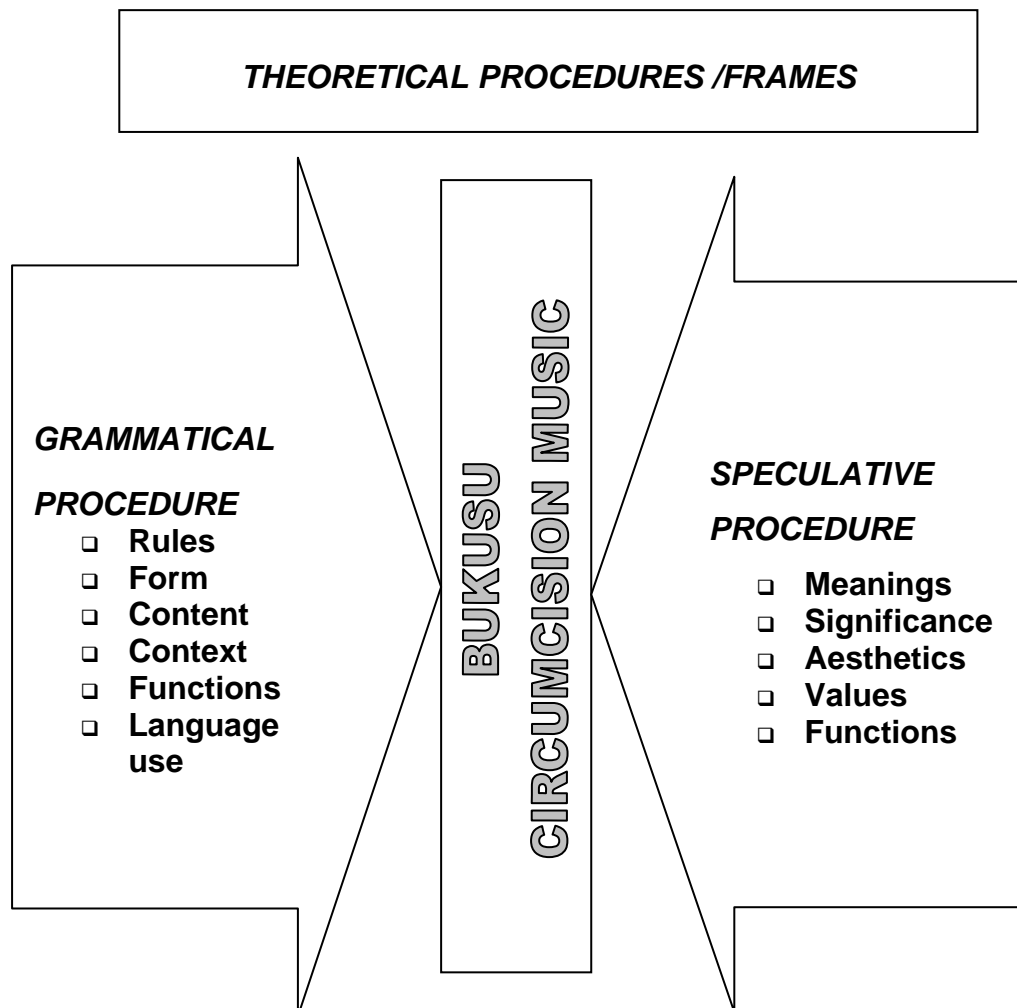 THEORETICAL PROCEDURES /FRAMES
GRAMMATICAL
PROCEDURE
Rules
Form
Content
Context
Functions
Language
use
BUKUSU
CIRCUMCISION MUSIC
SPECULATIVE
PROCEDURE
Meanings
Significance
Aesthetics
Values
Functions